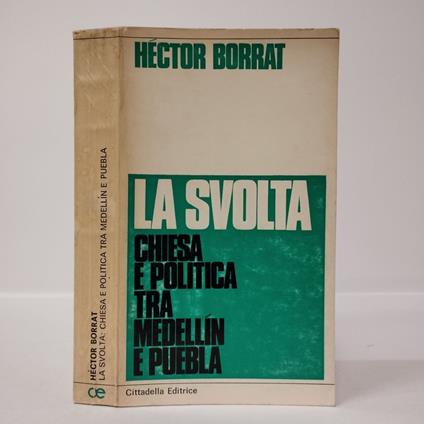 HÉCTOR BORRAT
LA SVOLTA
CHIESA
E POLITICA
TRA
MEDELLÍN
E PUEBLA
Cittadella Editrice
HÉCTOR BORRAT
LA SVOLTA: CHIESA E POLITICA TRA MEDELLÍN E PUEBLA
ce